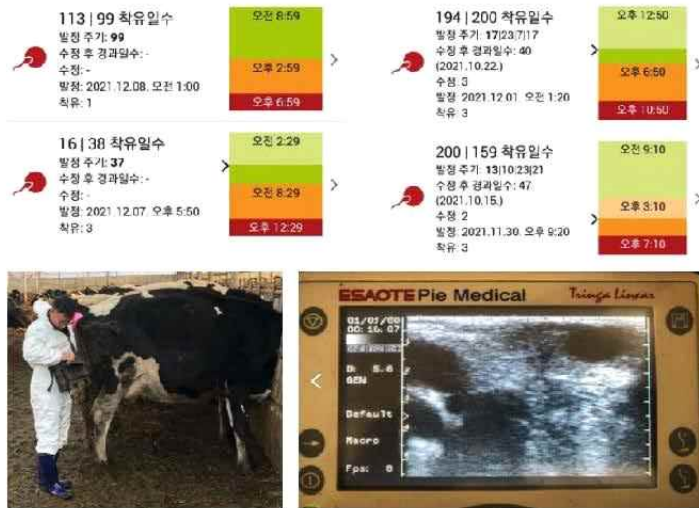 113 | 99 착유일수
발정 주기: 99
수정 후 경과일수: -
수정: -
발정: 2021.12.08. 오전 1:00
착유: 1
오전 8:59
오후 2:59
오후 6:59
194 | 200 착유일수
발정 주기: 17|23|7|17
수정 후 경과일수: 40
(2021.10.22.)
수정: 3
발정: 2021.12.01. 오전 1:20
착유: 3
오후 12:50
오후 6:50
오후 10:50
16 | 38 착유일수
발정 주기: 37
수정 후 경과일수: -
수정: -
발정: 2021.12.07. 오후 5:50
착유: 3
오전 2:29
오전 8:29
오후 12:29
200 | 159 착유일수
발정 주기: 13|10|23|21
수정 후 경과일수: 47
(2021.10.15.)
수정: 2
발정: 2021.11.30. 오후 9:20
착유: 3
오전 9:10
오후 3:10
오후 7:10
ESAOTE Pie Medical
Tringa Linear
GEN
Default
Macro
Fps: 0